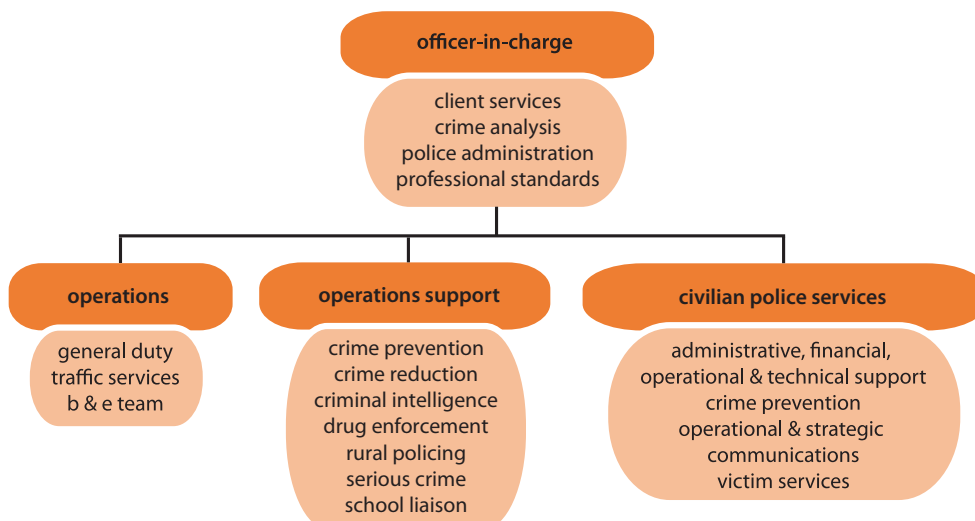 officer-in-charge
client services
crime analysis
police administration
professional standards
operations
general duty
traffic services
b & e team
operations support
crime prevention
crime reduction
criminal intelligence
drug enforcement
rural policing
serious crime
school liaison
civilian police services
administrative, financial,
operational & technical support
crime prevention
operational & strategic
communications
victim services